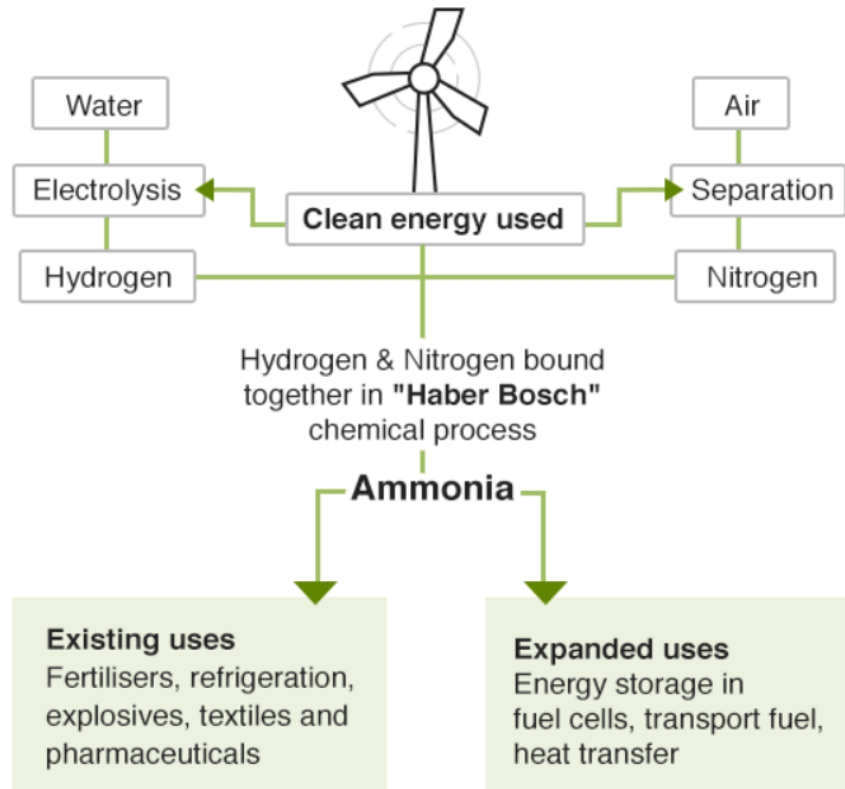 Water
Air
Electrolysis
Clean energy used
Separation
Hydrogen
Nitrogen
Hydrogen & Nitrogen bound
together in "Haber Bosch"
chemical process
Ammonia
Existing uses
Fertilisers, refrigeration,
explosives, textiles and
pharmaceuticals
Expanded uses
Energy storage in
fuel cells, transport fuel,
heat transfer